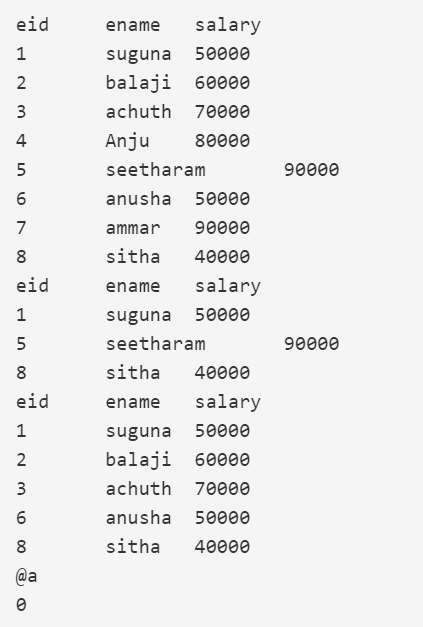 eid	ename	salary
1	suguna	50000
2	balaji	60000
3	achuth	70000
4	Anju	80000
5	seetharam	90000
6	anusha	50000
7	ammar	90000
8	sitha	40000
eid	ename	salary
1	suguna	50000
5	seetharam	90000
8	sitha	40000
eid	ename	salary
1	suguna	50000
2	balaji	60000
3	achuth	70000
6	anusha	50000
8	sitha	40000
@a
0